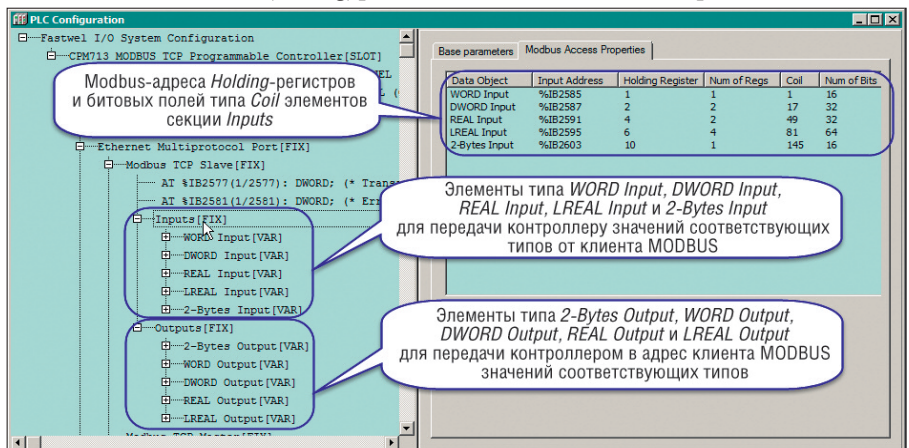 PLC Configuration
Fastwel I/O System Configuration
CPM713 MODBUS TCP Programmable Controller[SLOT]
Modbus-адреса Holding-регистров
и битовых полей типа Coil элементов
секции Inputs
Ethernet Multiprotocol Port[FIX]
Modbus TCP Slave[FIX]
AT %IB2577(1/2577): DWORD; (* Trans
AT %IB2581(1/2581): DWORD; (* Err
Inputs[FIX]
WORD Input[VAR]
DWORD Input[VAR]
REAL Input[VAR]
LREAL Input[VAR]
2-Bytes Input[VAR]
Outputs[FIX]
2-Bytes Output[VAR]
WORD Output[VAR]
DWORD Output[VAR]
REAL Output[VAR]
LREAL Output[VAR]
Modbus TCP Master[FIX]
Base parameters Modbus Access Properties
Data Object Input Address Holding Register Num of Regs Coil Num of Bits
WORD Input %IB2585 1 1 1 16
DWORD Input %IB2587 2 2 17 32
REAL Input %IB2591 4 2 49 32
LREAL Input %IB2595 6 4 81 64
2-Bytes Input %IB2603 10 1 145 16
Элементы типа WORD Input, DWORD Input,
REAL Input, LREAL Input и 2-Bytes Input
для передачи контроллеру значений соответствующих
типов от клиента MODBUS
Элементы типа 2-Bytes Output, WORD Output,
DWORD Output, REAL Output и LREAL Output
для передачи контроллером в адрес клиента MODBUS
значений соответствующих типов